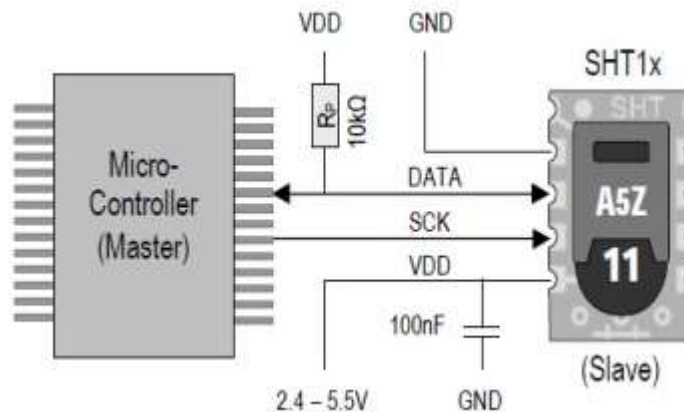 VDD
GND
SHT1x
SHT
R_P
10kΩ
Micro-
Controller
(Master)
DATA
SCK
VDD
A5Z
11
100nF
(Slave)
2.4 – 5.5V
GND